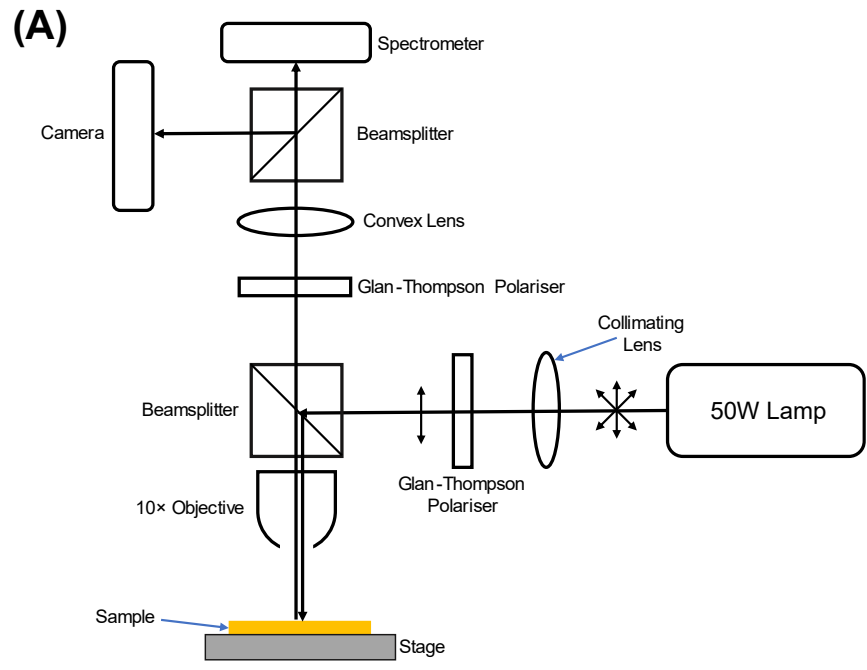 (A)
Spectrometer
Camera
Beamsplitter
Convex Lens
Glan-Thompson Polariser
Collimating
Lens
50W Lamp
Beamsplitter
Glan-Thompson
Polariser
10× Objective
Sample
Stage